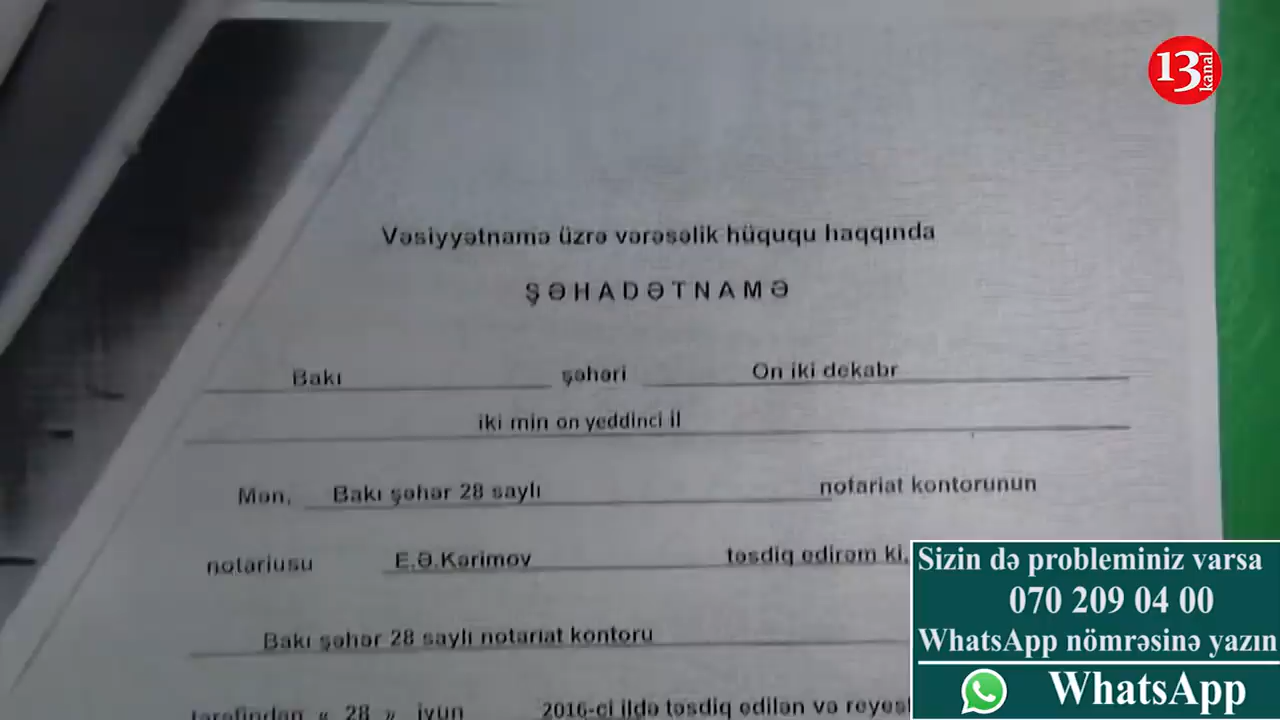 13 kanal
Vəsiyyətnamə üzrə vərəsəlik hüququ haqqında
ŞƏHADƏTNAMƏ
Bakı şəhəri On iki dekabr
iki min on yeddinci il
Mən, Bakı şəhər 28 saylı notariat kontorunun
notariusu E.Ə.Kərimov təsdiq edirəm ki,
Bakı şəhər 28 saylı notariat kontoru
tərəfindən « 28 » iyun 2016-cı ildə təsdiq edilən və
Sizin də probleminiz varsa
070 209 04 00
WhatsApp nömrəsinə yazın
WhatsApp